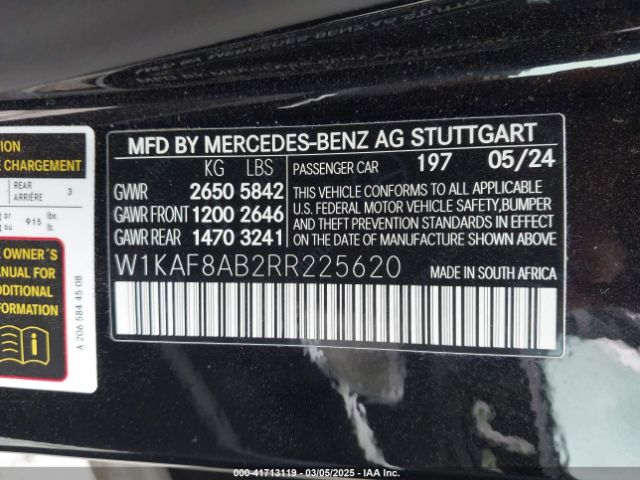 TION
E CHARGEMENT
REAR
ARRIÈRE
3
g or
g ou
915
lbs.
lb.
E OWNER'S
ANUAL FOR
DDITIONAL
FORMATION
A 206 584 45 08
MFD BY MERCEDES-BENZ AG STUTTGART
KG LBS
PASSENGER CAR 197 05/24
GVWR 2650 5842
GAWR FRONT 1200 2646
GAWR REAR 1470 3241
THIS VEHICLE CONFORMS TO ALL APPLICABLE
U.S. FEDERAL MOTOR VEHICLE SAFETY,BUMPER
AND THEFT PREVENTION STANDARDS IN EFFECT
ON THE DATE OF MANUFACTURE SHOWN ABOVE
W1KAF8AB2RR225620 MADE IN SOUTH AFRICA
000-41713119 - 03/05/2025 - IAA Inc.